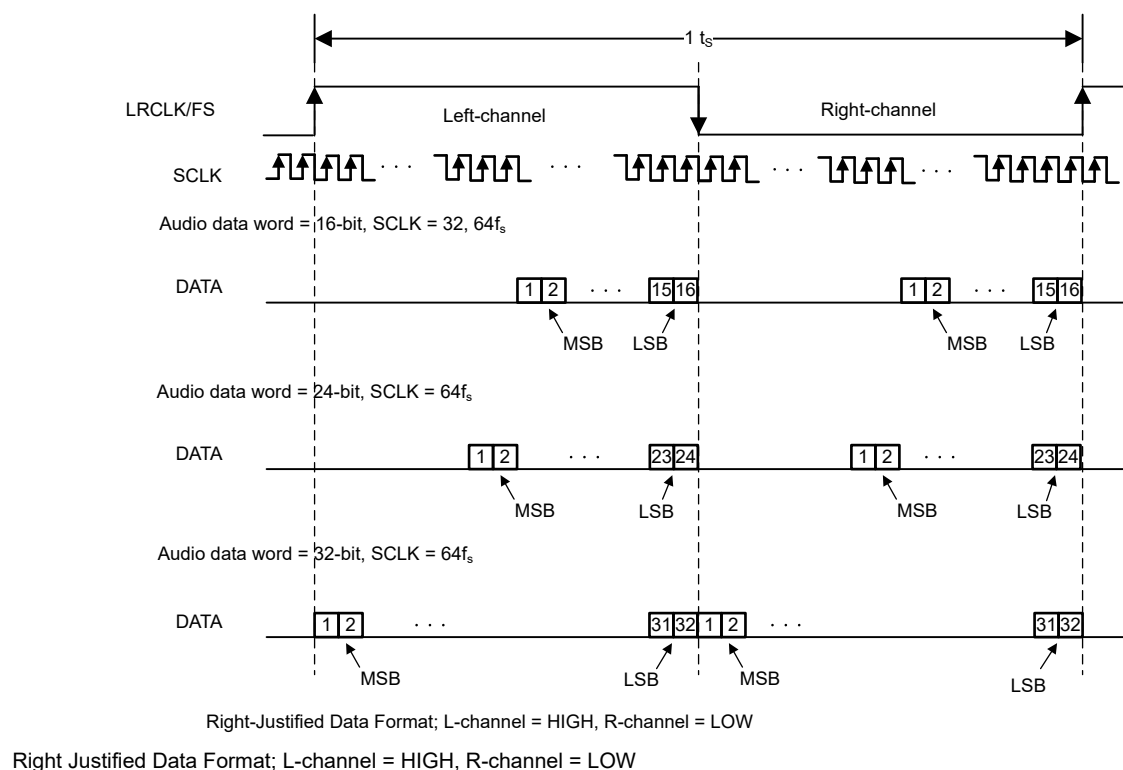 1 tₛ
LRCLK/FS
Left-channel
Right-channel
SCLK
. . .
. . .
. . .
. . .
Audio data word = 16-bit, SCLK = 32, 64fₛ
DATA
1 2 . . . 15 16 1 2 . . . 15 16
MSB LSB MSB LSB
Audio data word = 24-bit, SCLK = 64fₛ
DATA
1 2 . . . 23 24 1 2 . . . 23 24
MSB LSB MSB LSB
Audio data word = 32-bit, SCLK = 64fₛ
DATA
1 2 . . . 31 32 1 2 . . . 31 32
MSB LSB MSB LSB
Right-Justified Data Format; L-channel = HIGH, R-channel = LOW
Right Justified Data Format; L-channel = HIGH, R-channel = LOW